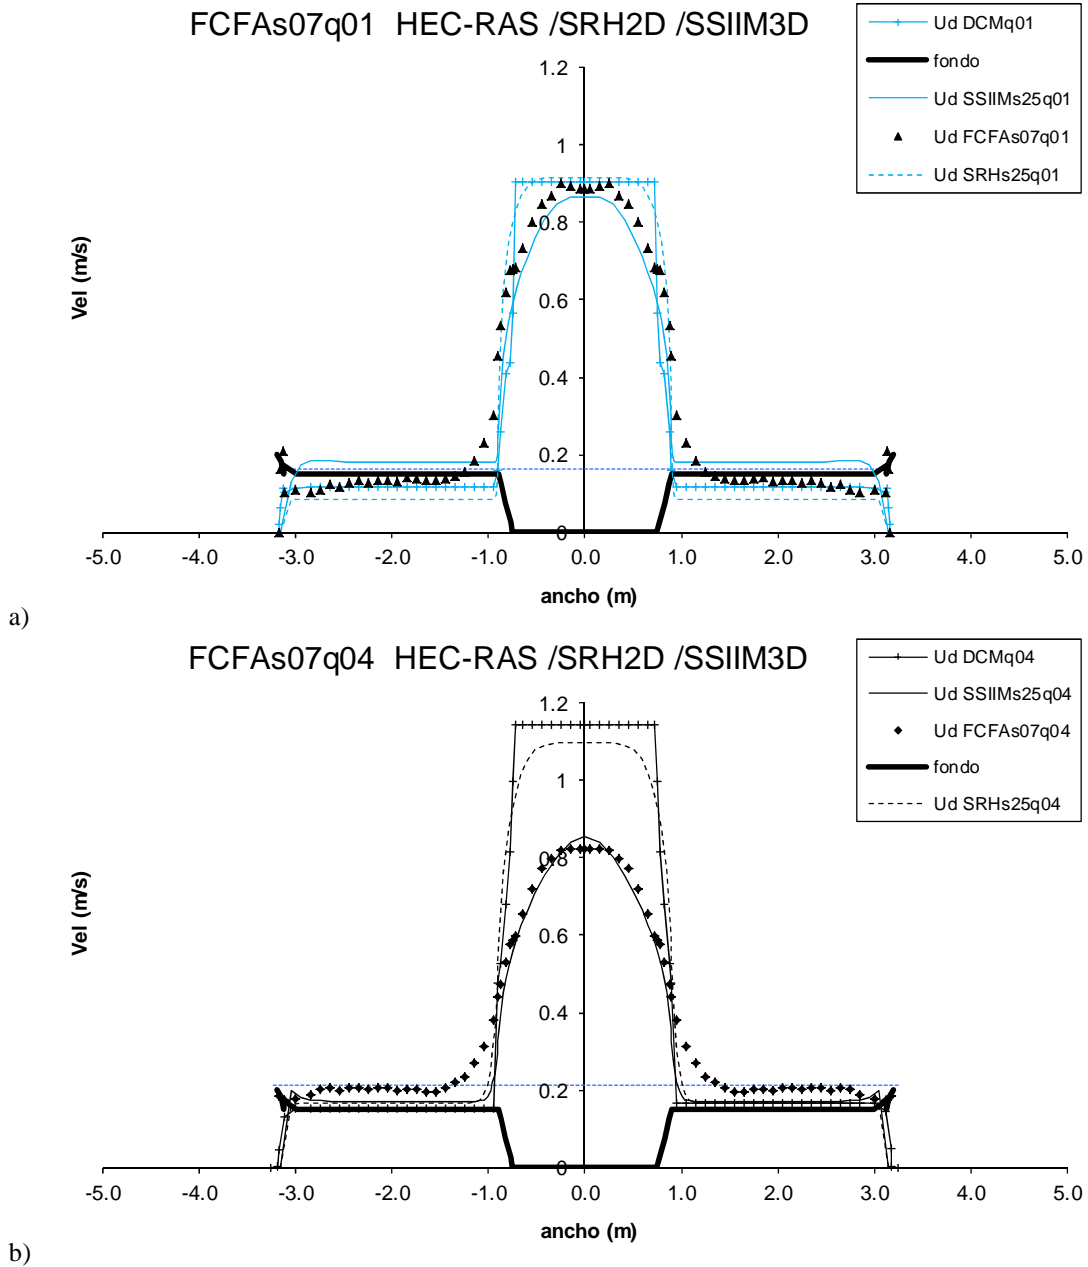 FCFAs07q01 HEC-RAS /SRH2D /SSIIM3D
Ud DCMq01
fondo
Ud SSIIMs25q01
Ud FCFAs07q01
Ud SRHs25q01
1.2
1
0.8
0.6
0.4
0.2
0
Vel (m/s)
-5.0 -4.0 -3.0 -2.0 -1.0 0.0 1.0 2.0 3.0 4.0 5.0
ancho (m)
a)
FCFAs07q04 HEC-RAS /SRH2D /SSIIM3D
Ud DCMq04
Ud SSIIMs25q04
Ud FCFAs07q04
fondo
Ud SRHs25q04
1.2
1
0.8
0.6
0.4
0.2
0
Vel (m/s)
-5.0 -4.0 -3.0 -2.0 -1.0 0.0 1.0 2.0 3.0 4.0 5.0
ancho (m)
b)